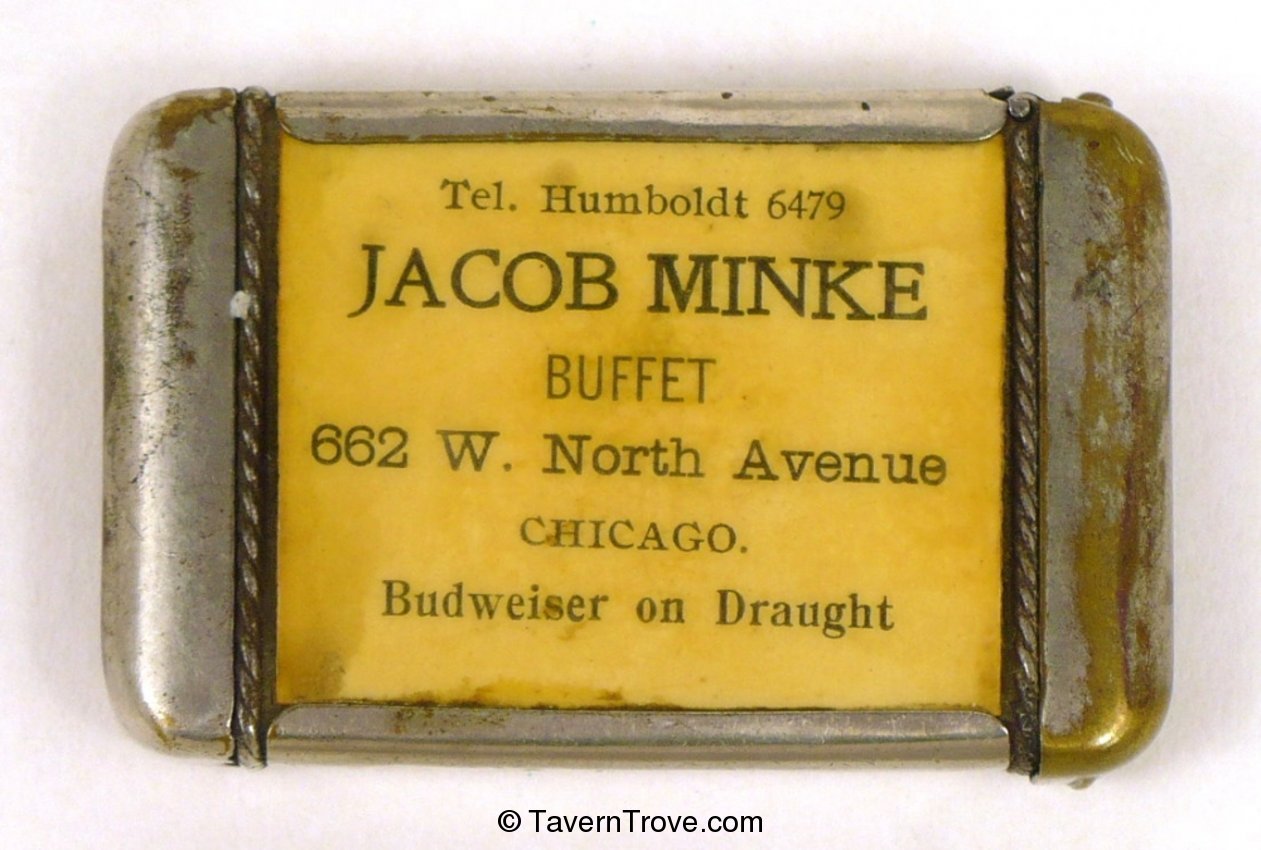 Tel. Humboldt 6479
JACOB MINKE
BUFFET
662 W. North Avenue
CHICAGO.
Budweiser on Draught
© TavernTrove.com